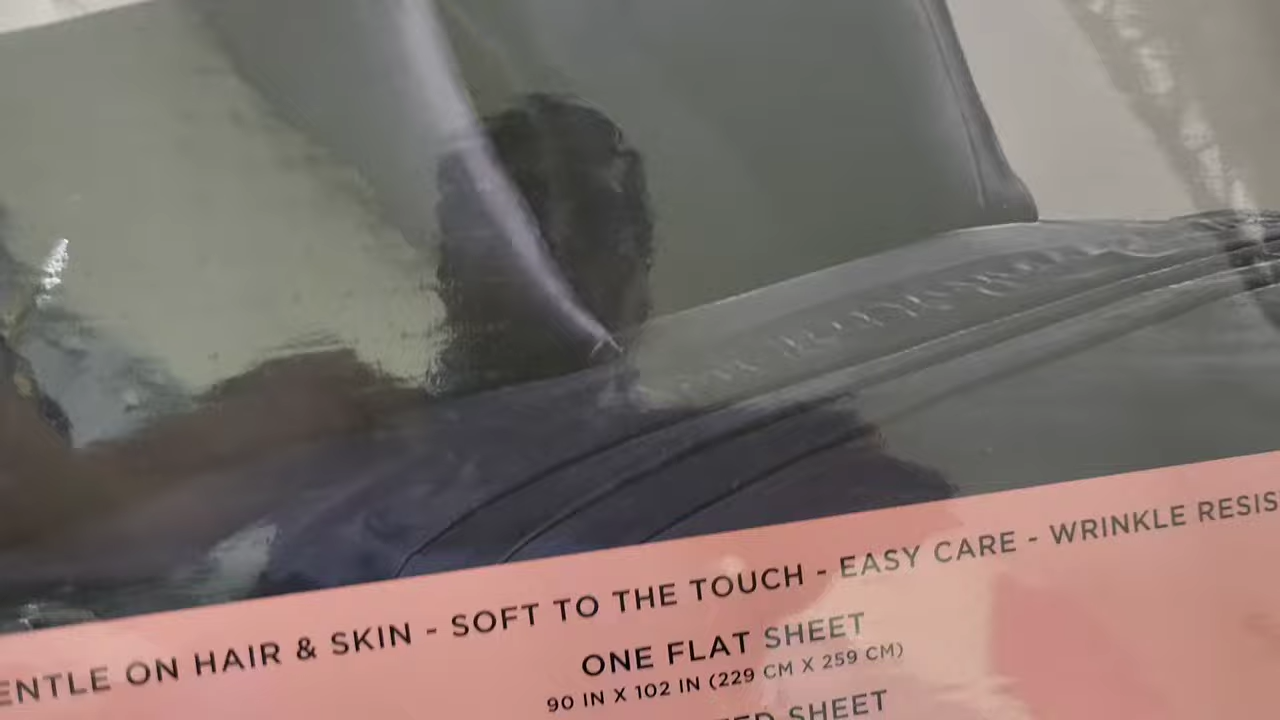 ENTLE ON HAIR & SKIN - SOFT TO THE TOUCH - EASY CARE - WRINKLE RESIS
ONE FLAT SHEET
90 IN X 102 IN (229 CM X 259 CM)
SHEET